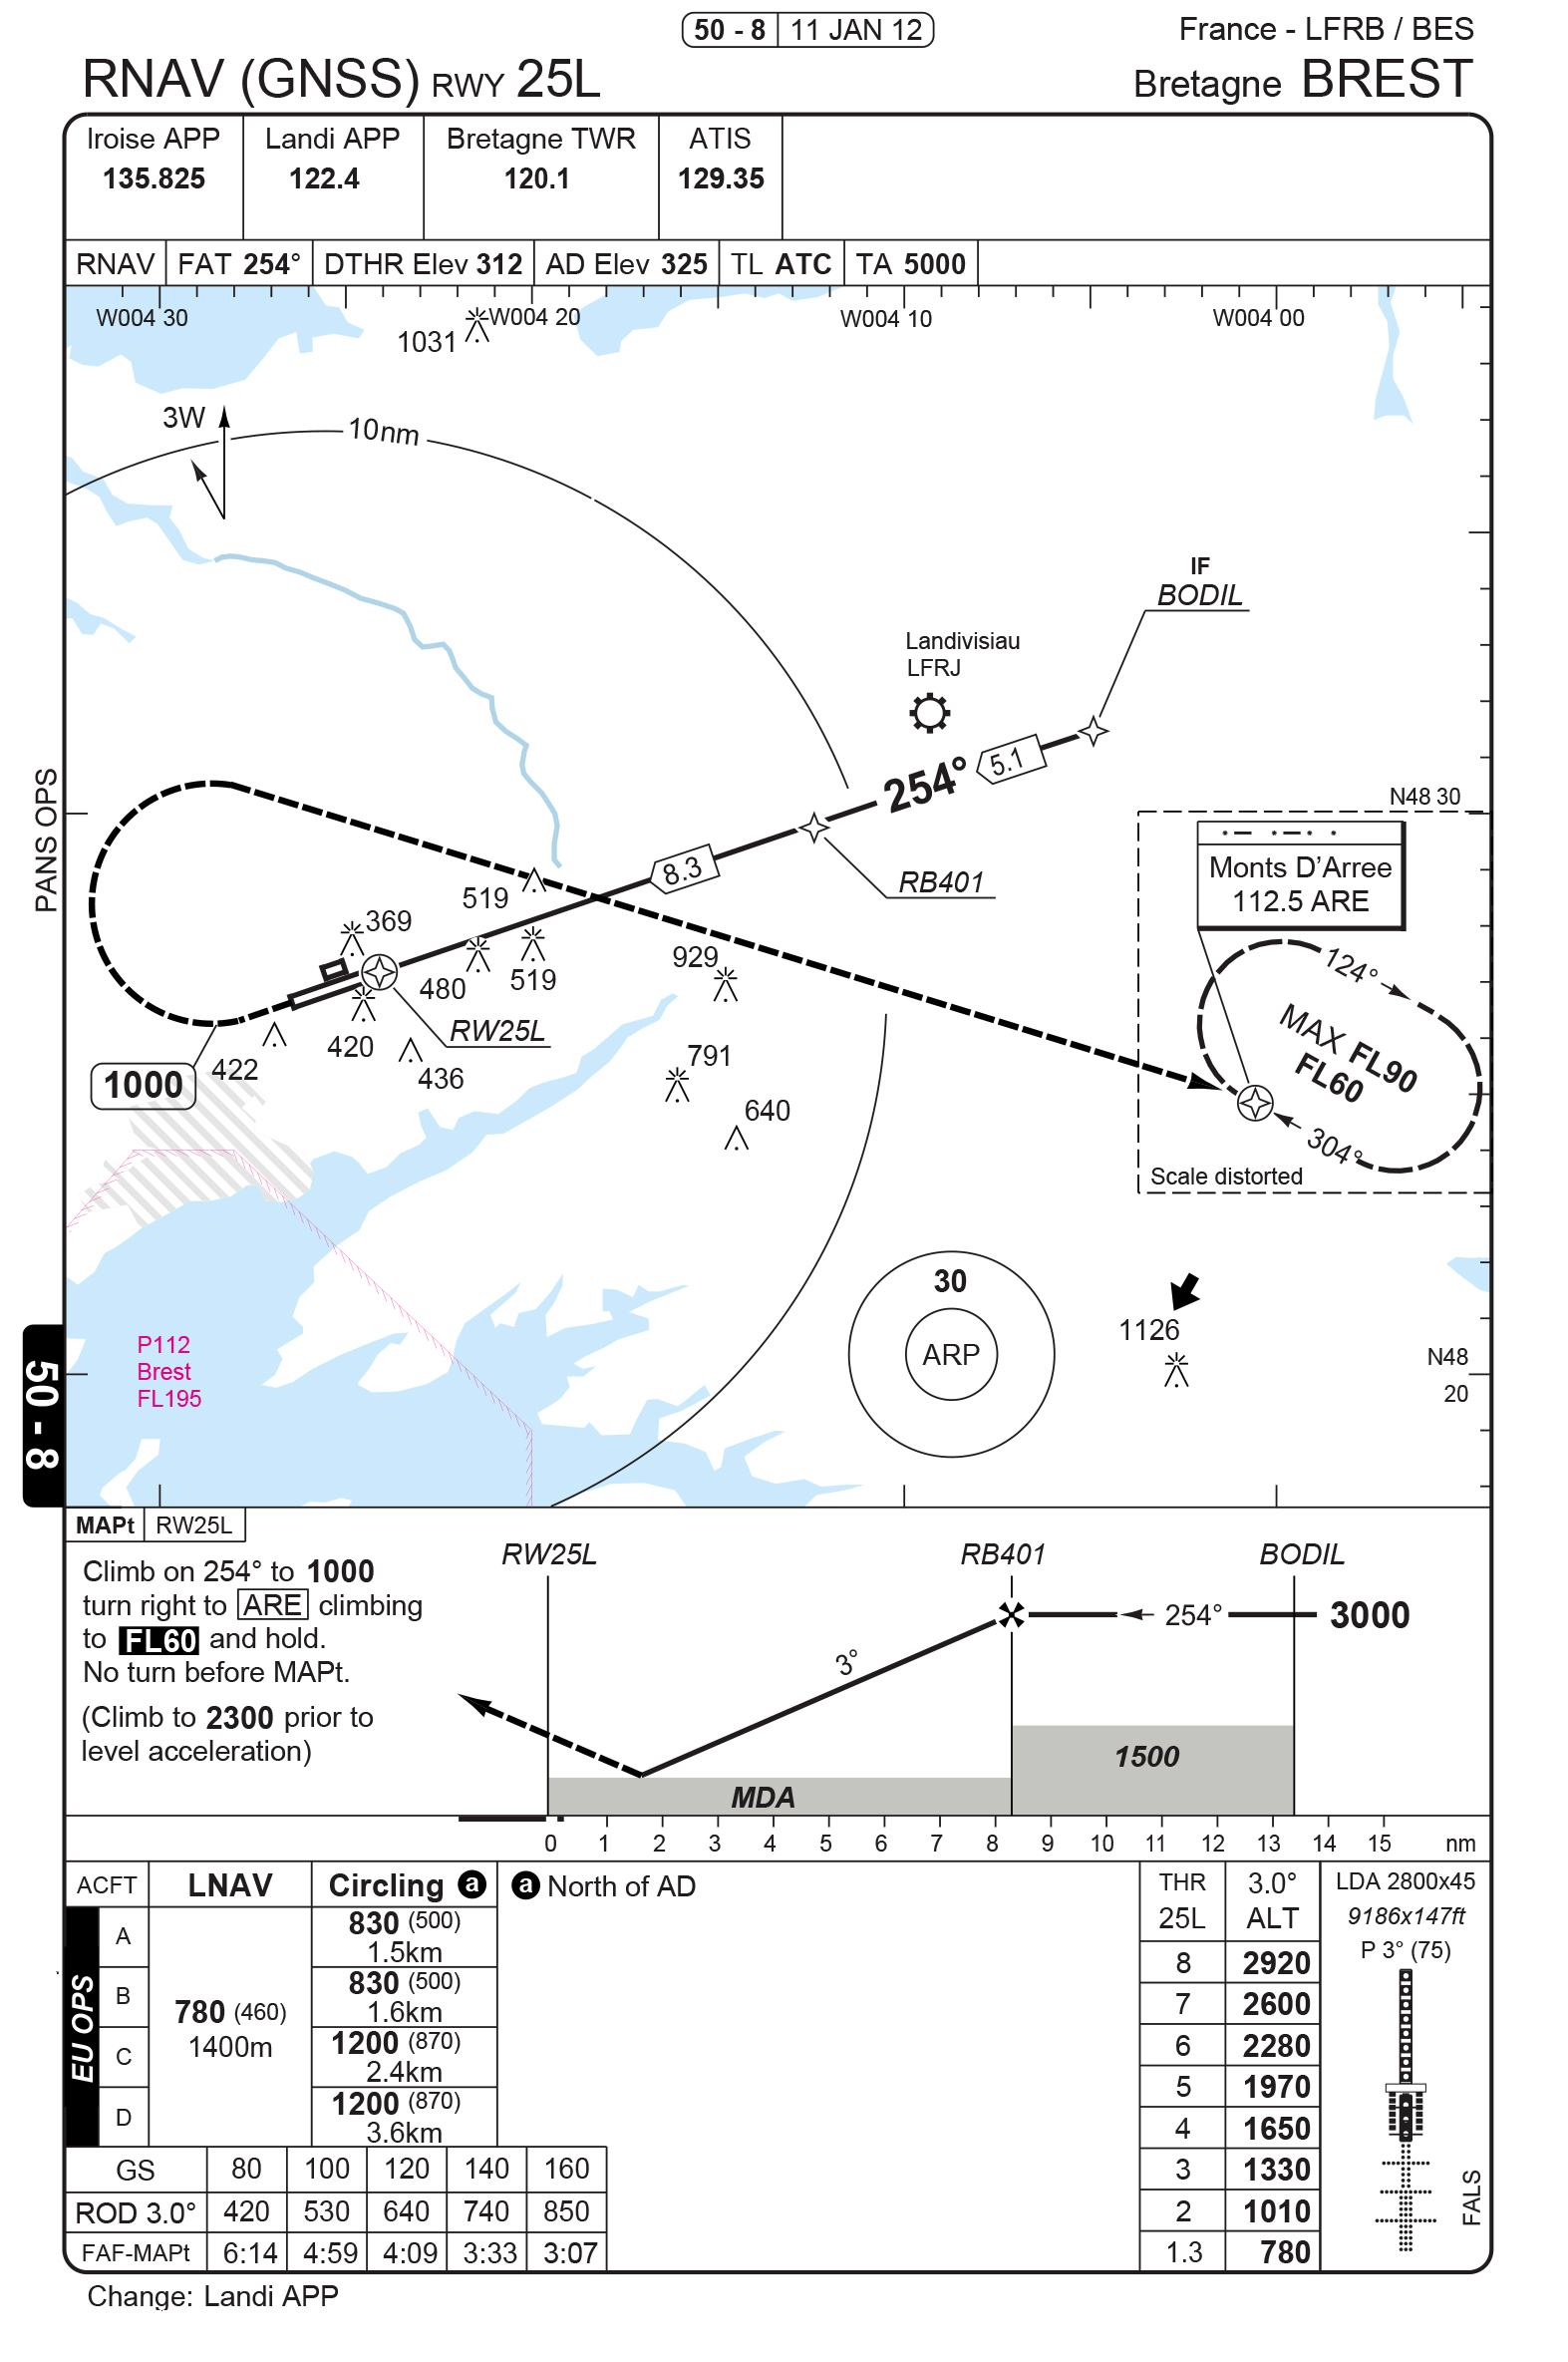 50 - 8 11 JAN 12
France - LFRB / BES
RNAV (GNSS) RWY 25L
Bretagne BREST
Iroise APP
135.825
Landi APP
122.4
Bretagne TWR
120.1
ATIS
129.35
RNAV FAT 254° DTHR Elev 312 AD Elev 325 TL ATC TA 5000
W004 30
W004 20
W004 10
W004 00
1031
3W
10nm
IF
BODIL
Landivisiau
LFRJ
254°
5.1
PANS OPS
N48 30
Monts D'Arree
112.5 ARE
8.3
RB401
519
369
929
480
519
124°
MAX FL90
FL60
RW25L
420
422
436
1000
791
640
304°
Scale distorted
30
ARP
1126
P112
Brest
FL195
N48
20
50 - 8
MAPt RW25L
Climb on 254° to 1000
turn right to ARE climbing
to FL60 and hold.
No turn before MAPt.
(Climb to 2300 prior to
level acceleration)
RW25L
RB401
BODIL
254°
3000
3°
1500
MDA
0 1 2 3 4 5 6 7 8 9 10 11 12 13 14 15 nm
ACFT LNAV Circling a
a North of AD
EU OPS
A
B
C
D
780 (460)
1400m
830 (500)
1.5km
830 (500)
1.6km
1200 (870)
2.4km
1200 (870)
3.6km
GS 80 100 120 140 160
ROD 3.0° 420 530 640 740 850
FAF-MAPt 6:14 4:59 4:09 3:33 3:07
THR 3.0°
25L ALT
8 2920
7 2600
6 2280
5 1970
4 1650
3 1330
2 1010
1.3 780
LDA 2800x45
9186x147ft
P 3° (75)
FALS
Change: Landi APP